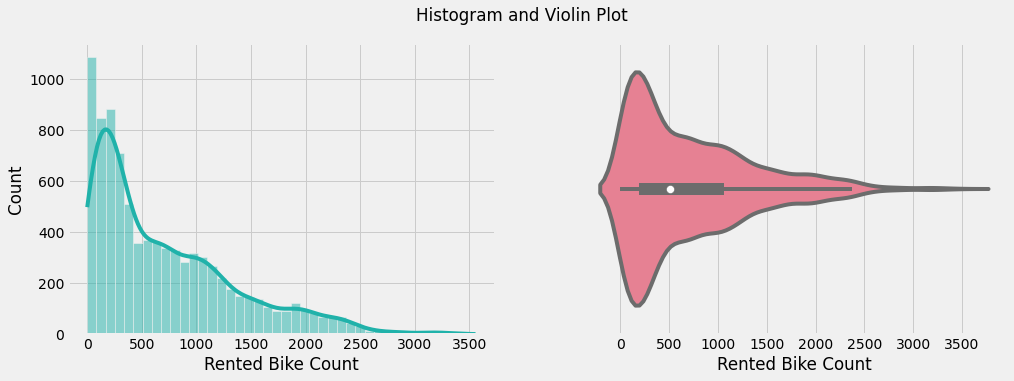 Histogram and Violin Plot
1000
800
600
400
200
0
Count
0 500 1000 1500 2000 2500 3000 3500
Rented Bike Count
0 500 1000 1500 2000 2500 3000 3500
Rented Bike Count